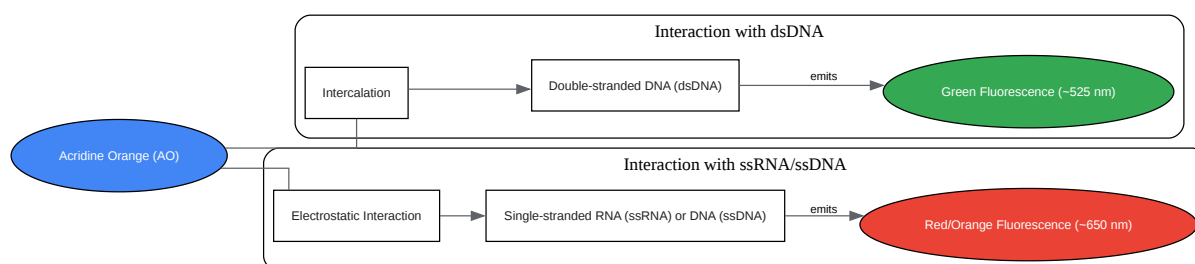 Interaction with dsDNA
Intercalation
Double-stranded DNA (dsDNA)
emits
Green Fluorescence (~525 nm)
Acridine Orange (AO)
Interaction with ssRNA/ssDNA
Electrostatic Interaction
Single-stranded RNA (ssRNA) or DNA (ssDNA)
emits
Red/Orange Fluorescence (~650 nm)